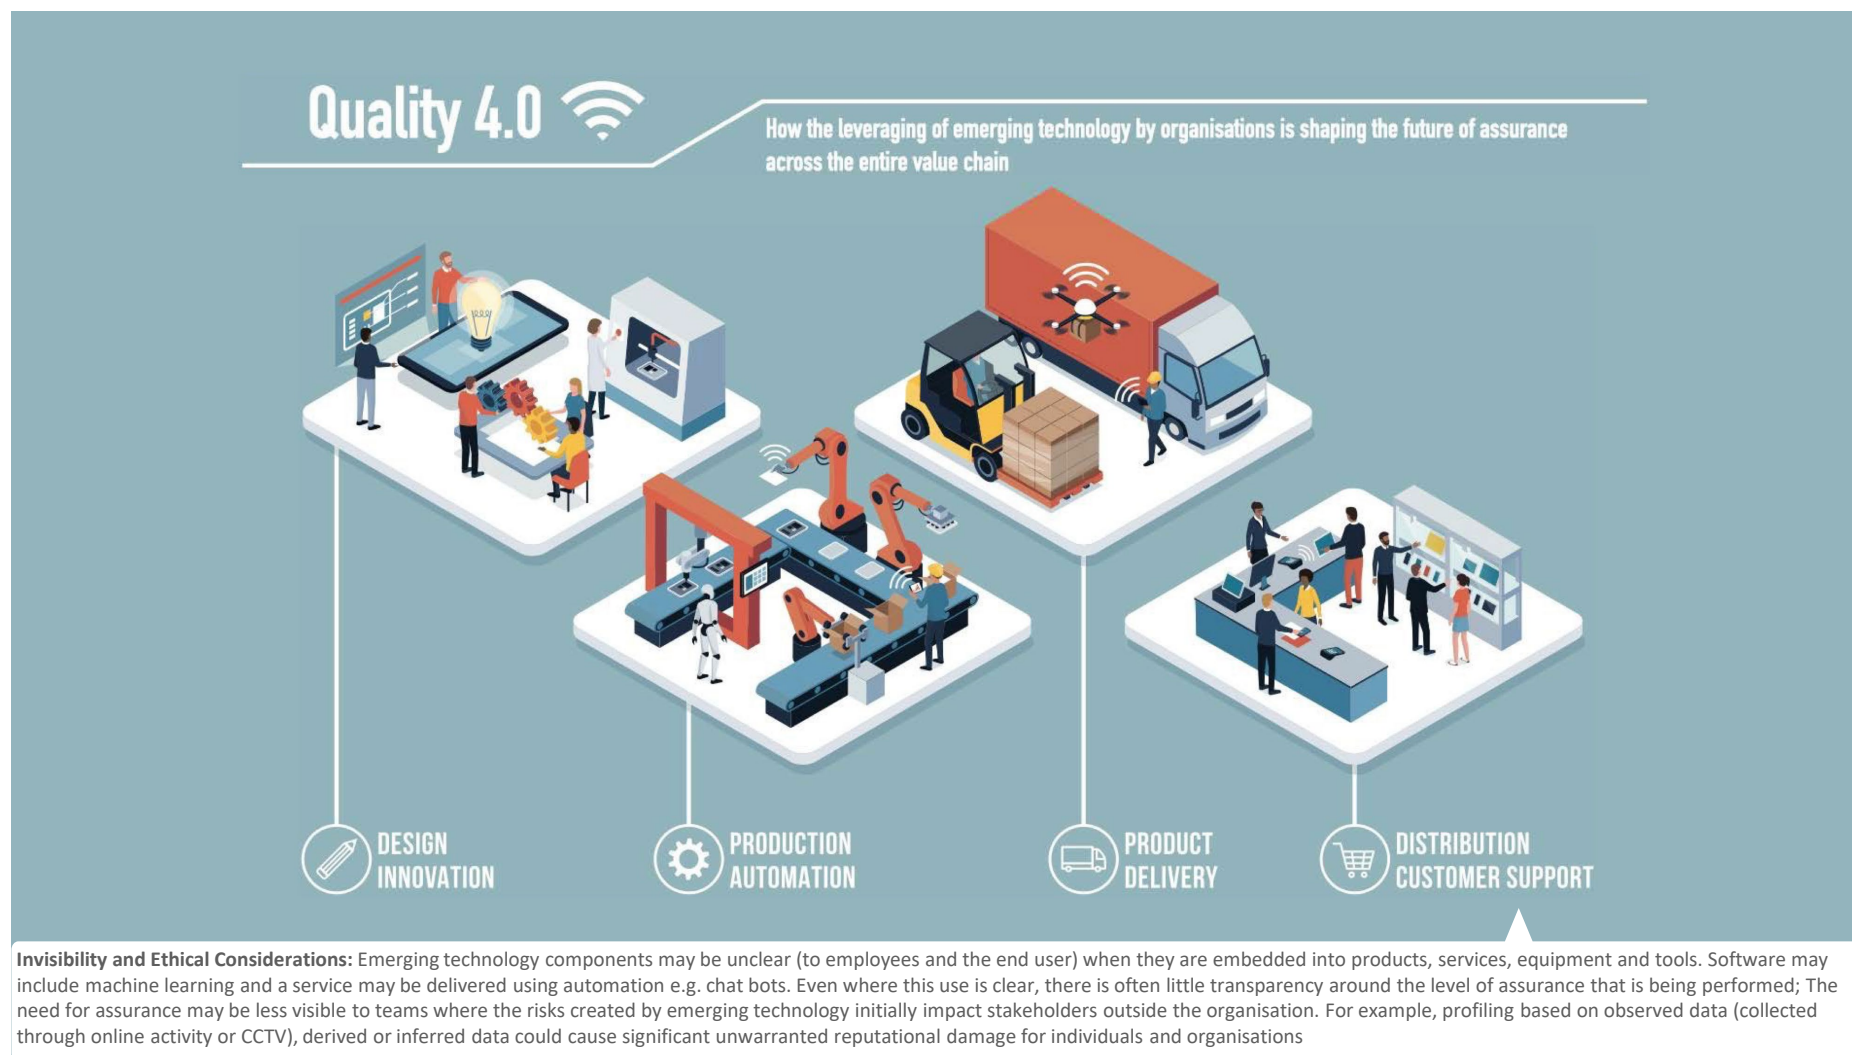 Quality 4.0
How the leveraging of emerging technology by organisations is shaping the future of assurance
across the entire value chain
DESIGN
INNOVATION
PRODUCTION
AUTOMATION
PRODUCT
DELIVERY
DISTRIBUTION
CUSTOMER SUPPORT
Invisibility and Ethical Considerations: Emerging technology components may be unclear (to employees and the end user) when they are embedded into products, services, equipment and tools. Software may
include machine learning and a service may be delivered using automation e.g. chat bots. Even where this use is clear, there is often little transparency around the level of assurance that is being performed; The
need for assurance may be less visible to teams where the risks created by emerging technology initially impact stakeholders outside the organisation. For example, profiling based on observed data (collected
through online activity or CCTV), derived or inferred data could cause significant unwarranted reputational damage for individuals and organisations